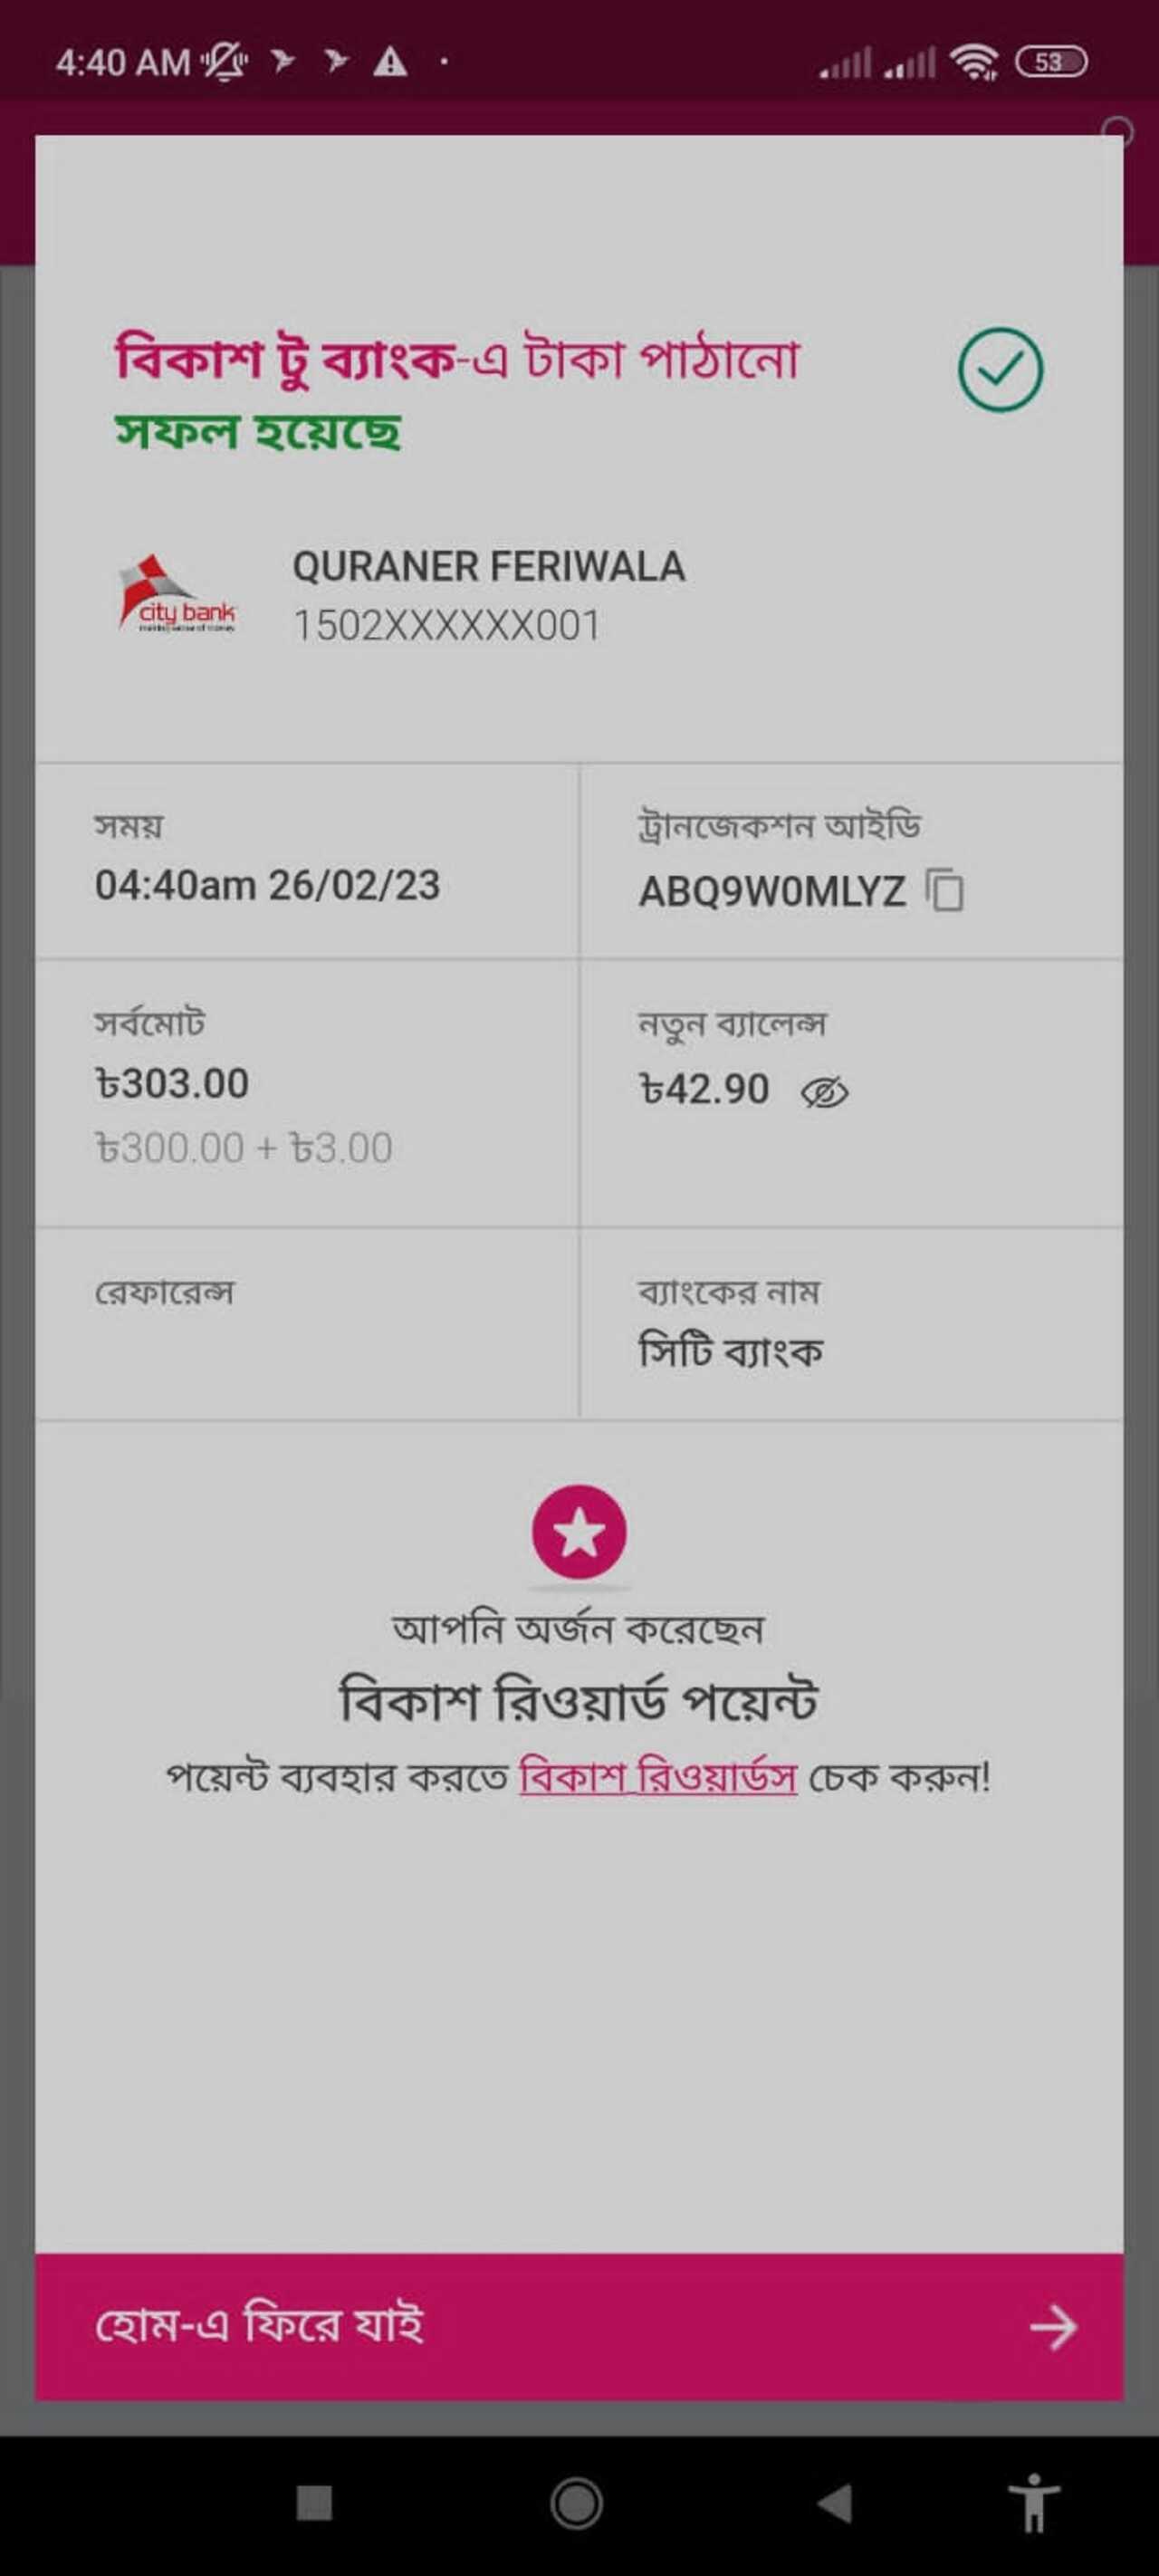 4:40 AM
53
বিকাশ টু ব্যাংক-এ টাকা পাঠানো
সফল হয়েছে
city bank
QURANER FERIWALA
1502XXXXXX001
সময়
04:40am 26/02/23
ট্রানজেকশন আইডি
ABQ9W0MLYZ
সর্বমোট
৳303.00
৳300.00 + ৳3.00
নতুন ব্যালেন্স
৳42.90
রেফারেন্স
ব্যাংকের নাম
সিটি ব্যাংক
আপনি অর্জন করেছেন
বিকাশ রিওয়ার্ড পয়েন্ট
পয়েন্ট ব্যবহার করতে বিকাশ রিওয়ার্ডস চেক করুন!
হোম-এ ফিরে যাই